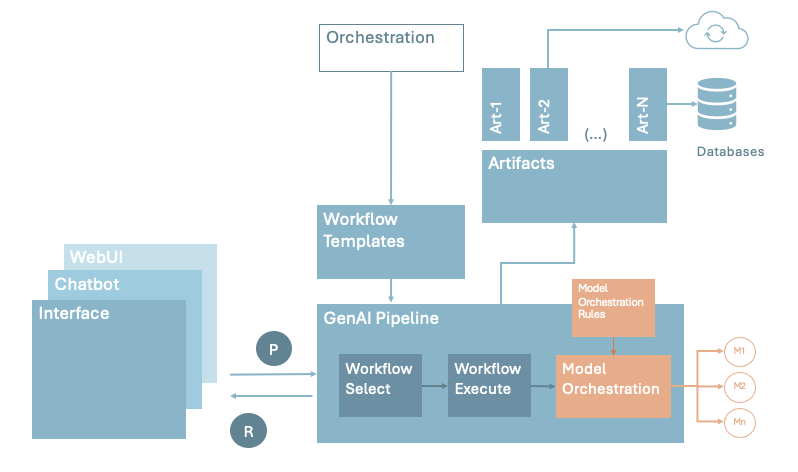 Orchestration
Art-1
Art-2
(...)
Art-N
Databases
Artifacts
Workflow
Templates
WebUI
Chatbot
Interface
P
R
GenAI Pipeline
Model
Orchestration
Rules
Workflow
Select
Workflow
Execute
Model
Orchestration
M1
M2
Mn